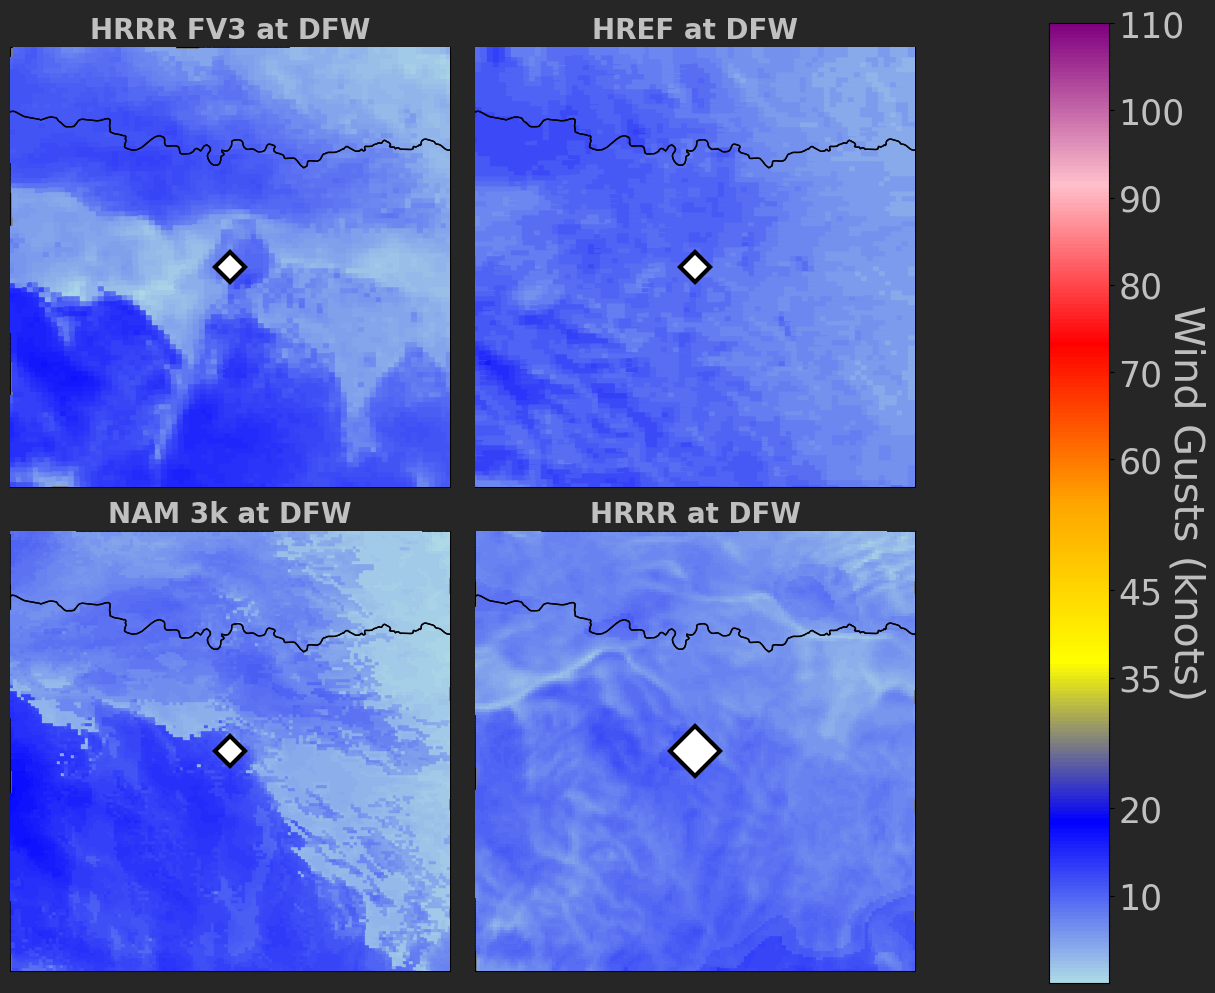 HRRR FV3 at DFW
HREF at DFW
NAM 3k at DFW
HRRR at DFW
110
100
90
80
70
60
45
35
20
10
Wind Gusts (knots)